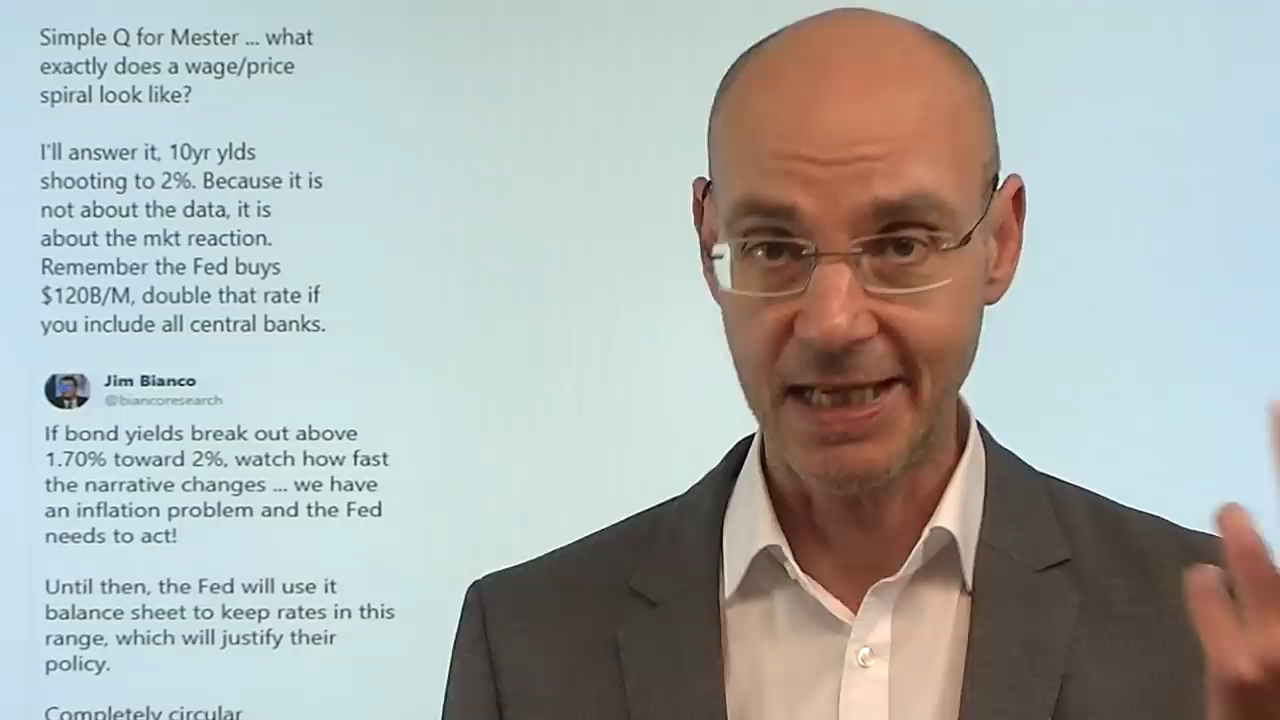 Simple Q for Mester ... what
exactly does a wage/price
spiral look like?
I'll answer it, 10yr ylds
shooting to 2%. Because it is
not about the data, it is
about the mkt reaction.
Remember the Fed buys
$120B/M, double that rate if
you include all central banks.
Jim Bianco
@biancoresearch
If bond yields break out above
1.70% toward 2%, watch how fast
the narrative changes ... we have
an inflation problem and the Fed
needs to act!
Until then, the Fed will use it
balance sheet to keep rates in this
range, which will justify their
policy.
Completely circular